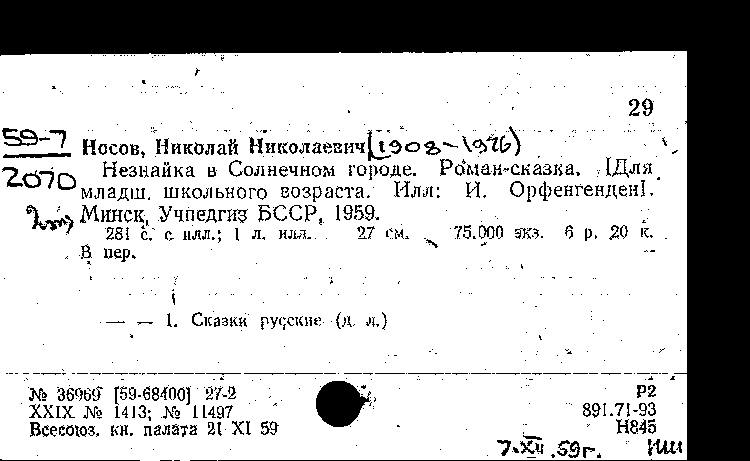 29
59-7
2070
Носов, Николай Николаевич (1908-1976)
Незнайка в Солнечном городе. Роман-сказка. [Для
младш. школьного возраста. Илл: И. Орфенгенден].
Минск, Учпедгиз БССР, 1959.
281 с. с илл.; 1 л. илл. 27 см. 75.000 экз. 6 р. 20 к.
В пер.
— — 1. Сказки русские (д. л.)
№ 36969 [59-68400] 27-2
XXIX № 1413; № 11497
Всесоюз. кн. палата 21 XI 59
Р2
891.71-93
Н845
7.XII.59г.